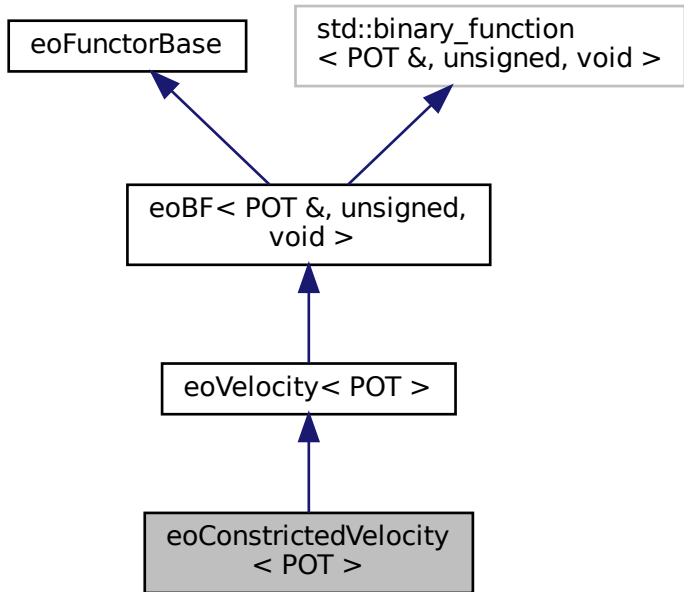 eoFunctorBase
std::binary_function
< POT &, unsigned, void >
eoBF< POT &, unsigned,
void >
eoVelocity< POT >
eoConstrictedVelocity
< POT >